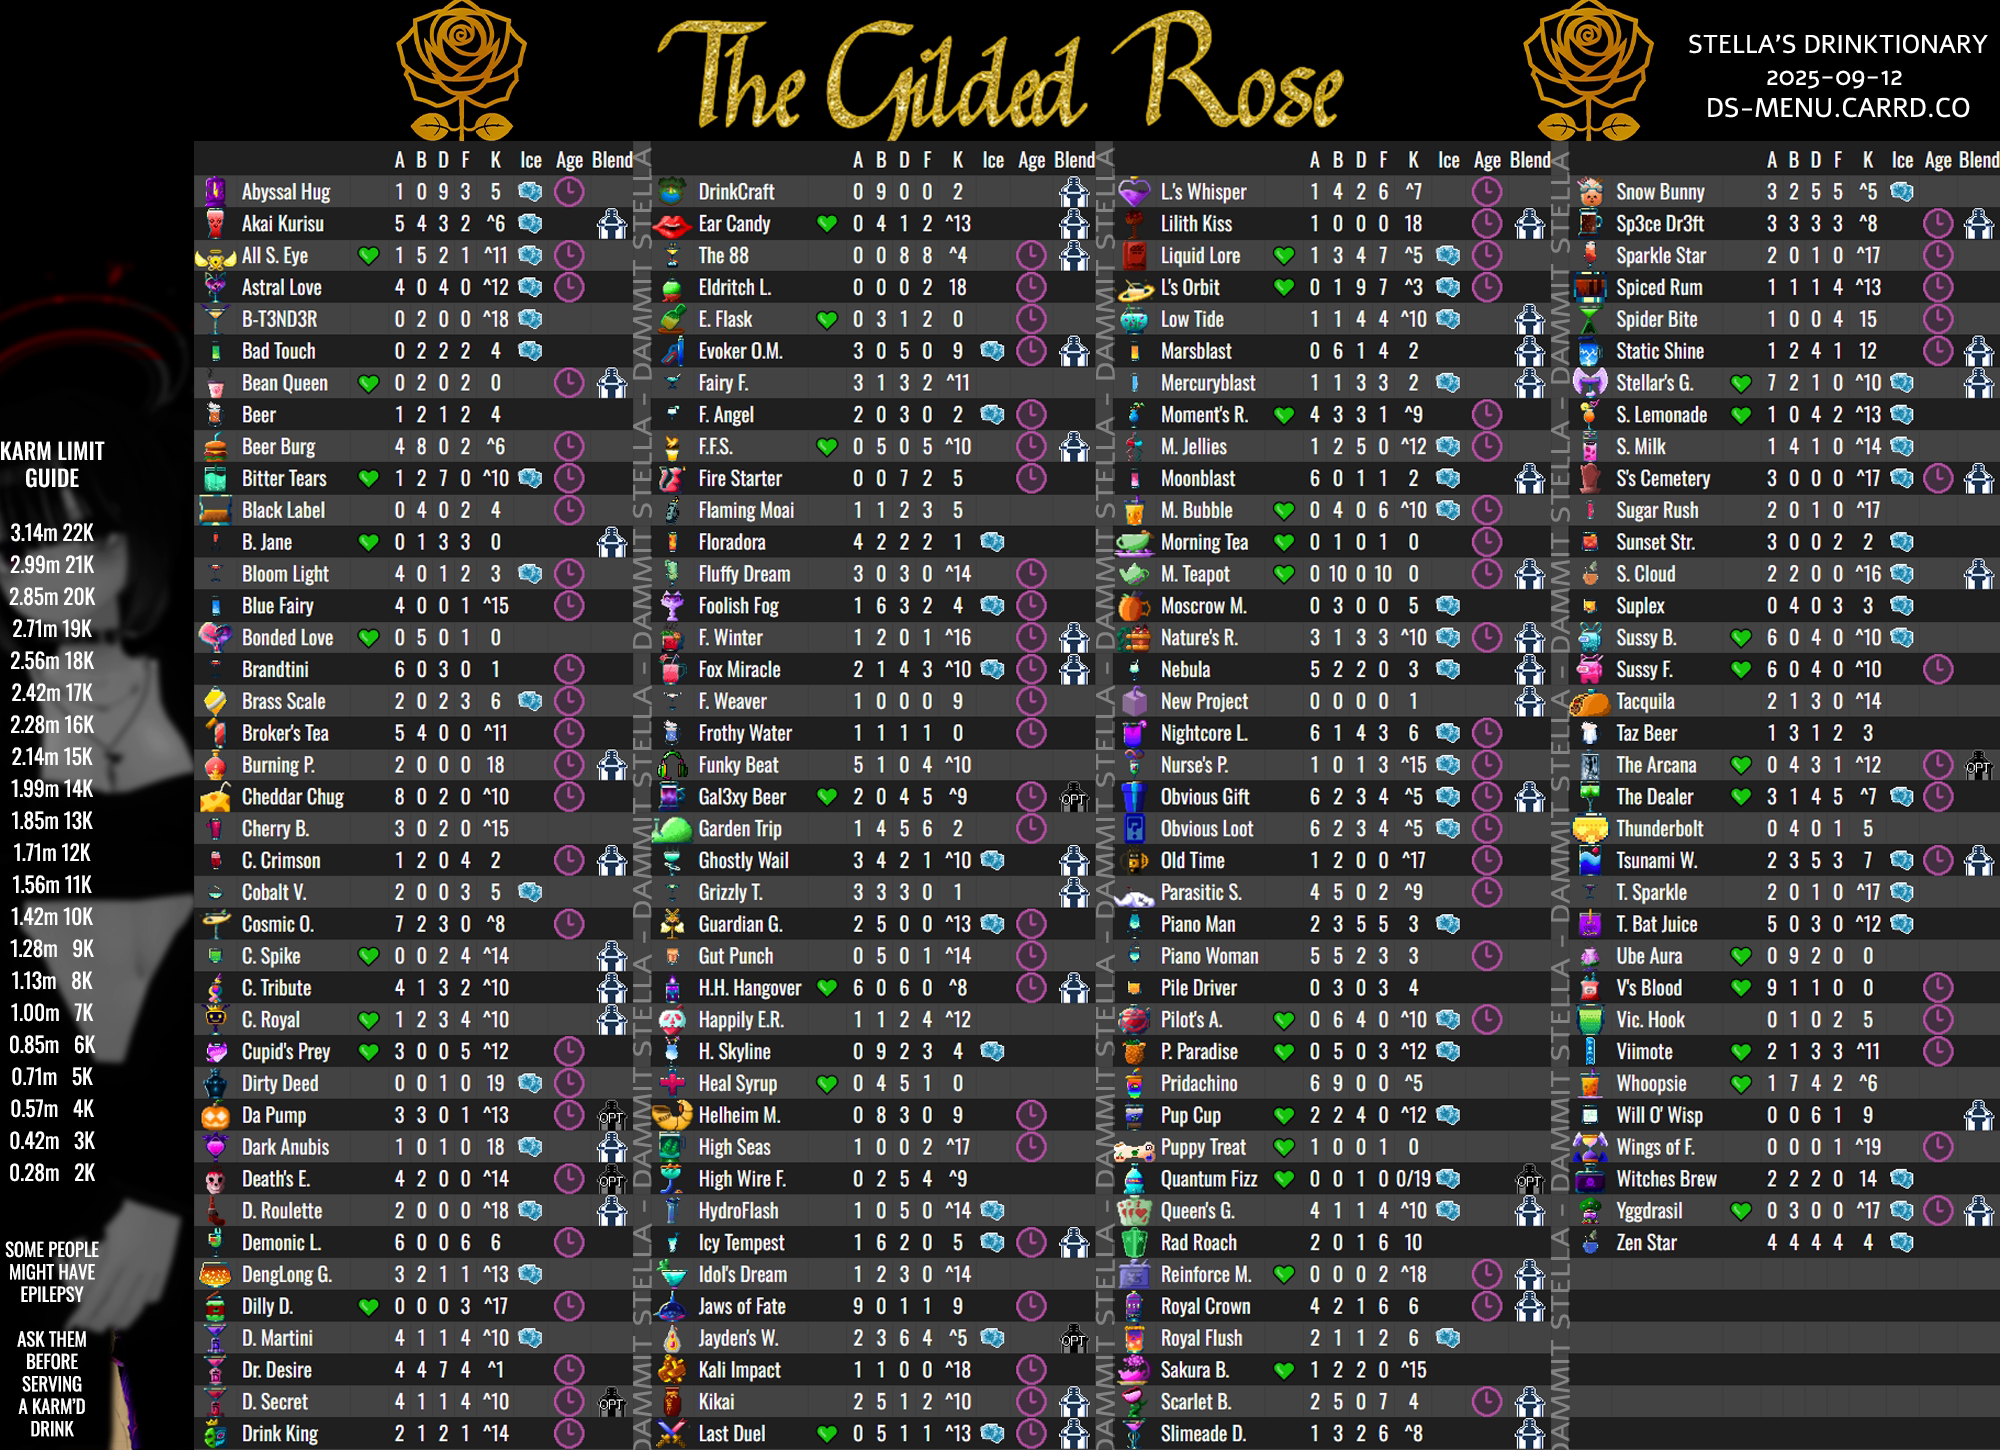 The Gilded Rose
STELLA'S DRINKTIONARY
2025-09-12
DS-MENU.CARRD.CO
KARM LIMIT
GUIDE
3.14m 22K
2.99m 21K
2.85m 20K
2.71m 19K
2.56m 18K
2.42m 17K
2.28m 16K
2.14m 15K
1.99m 14K
1.85m 13K
1.71m 12K
1.56m 11K
1.42m 10K
1.28m 9K
1.13m 8K
1.00m 7K
0.85m 6K
0.71m 5K
0.57m 4K
0.42m 3K
0.28m 2K
SOME PEOPLE
MIGHT HAVE
EPILEPSY
ASK THEM
BEFORE
SERVING
A KARM'D
DRINK
A B D F K Ice Age Blend
Abyssal Hug 1 0 9 3 5
Akai Kurisu 5 4 3 2 ^6
All S. Eye 1 5 2 1 ^11
Astral Love 4 0 4 0 ^12
B-T3ND3R 0 2 0 0 ^18
Bad Touch 0 2 2 2 4
Bean Queen 0 2 0 2 0
Beer 1 2 1 2 4
Beer Burg 4 8 0 2 ^6
Bitter Tears 1 2 7 0 ^10
Black Label 0 4 0 2 4
B. Jane 0 1 3 3 0
Bloom Light 4 0 1 2 3
Blue Fairy 4 0 0 1 ^15
Bonded Love 0 5 0 1 0
Brandtini 6 0 3 0 1
Brass Scale 2 0 2 3 6
Broker's Tea 5 4 0 0 ^11
Burning P. 2 0 0 0 18
Cheddar Chug 8 0 2 0 ^10
Cherry B. 3 0 2 0 ^15
C. Crimson 1 2 0 4 2
Cobalt V. 2 0 0 3 5
Cosmic O. 7 2 3 0 ^8
C. Spike 0 0 2 4 ^14
C. Tribute 4 1 3 2 ^10
C. Royal 1 2 3 4 ^10
Cupid's Prey 3 0 0 5 ^12
Dirty Deed 0 0 1 0 19
Da Pump 3 3 0 1 ^13 OPT
Dark Anubis 1 0 1 0 18
Death's E. 4 2 0 0 ^14 OPT
D. Roulette 2 0 0 0 ^18
Demonic L. 6 0 0 6 6
DengLong G. 3 2 1 1 ^13
Dilly D. 0 0 0 3 ^17
D. Martini 4 1 1 4 ^10
Dr. Desire 4 4 7 4 ^1
D. Secret 4 1 1 4 ^10 OPT
Drink King 2 1 2 1 ^14
DAMMIT STELLA - DAMMIT STELLA - DAMMIT STELLA - DAMMIT STELLA
A B D F K Ice Age Blend
DrinkCraft 0 9 0 0 2
Ear Candy 0 4 1 2 ^13
The 88 0 0 8 8 ^4
Eldritch L. 0 0 0 2 18
E. Flask 0 3 1 2 0
Evoker O.M. 3 0 5 0 9
Fairy F. 3 1 3 2 ^11
F. Angel 2 0 3 0 2
F.F.S. 0 5 0 5 ^10
Fire Starter 0 0 7 2 5
Flaming Moai 1 1 2 3 5
Floradora 4 2 2 2 1
Fluffy Dream 3 0 3 0 ^14
Foolish Fog 1 6 3 2 4
F. Winter 1 2 0 1 ^16
Fox Miracle 2 1 4 3 ^10
F. Weaver 1 0 0 0 9
Frothy Water 1 1 1 1 0
Funky Beat 5 1 0 4 ^10
Gal3xy Beer 2 0 4 5 ^9 OPT
Garden Trip 1 4 5 6 2
Ghostly Wail 3 4 2 1 ^10
Grizzly T. 3 3 3 0 1
Guardian G. 2 5 0 0 ^13
Gut Punch 0 5 0 1 ^14
H.H. Hangover 6 0 6 0 ^8
Happily E.R. 1 1 2 4 ^12
H. Skyline 0 9 2 3 4
Heal Syrup 0 4 5 1 0
Helheim M. 0 8 3 0 9
High Seas 1 0 0 2 ^17
High Wire F. 0 2 5 4 ^9
HydroFlash 1 0 5 0 ^14
Icy Tempest 1 6 2 0 5
Idol's Dream 1 2 3 0 ^14
Jaws of Fate 9 0 1 1 9
Jayden's W. 2 3 6 4 ^5 OPT
Kali Impact 1 1 0 0 ^18
Kikai 2 5 1 2 ^10
Last Duel 0 5 1 1 ^13
DAMMIT STELLA - DAMMIT STELLA - DAMMIT STELLA - DAMMIT STELLA
A B D F K Ice Age Blend
L.'s Whisper 1 4 2 6 ^7
Lilith Kiss 1 0 0 0 18
Liquid Lore 1 3 4 7 ^5
L's Orbit 0 1 9 7 ^3
Low Tide 1 1 4 4 ^10
Marsblast 0 6 1 4 2
Mercuryblast 1 1 3 3 2
Moment's R. 4 3 3 1 ^9
M. Jellies 1 2 5 0 ^12
Moonblast 6 0 1 1 2
M. Bubble 0 4 0 6 ^10
Morning Tea 0 1 0 1 0
M. Teapot 0 10 0 10 0
Moscrow M. 0 3 0 0 5
Nature's R. 3 1 3 3 ^10
Nebula 5 2 2 0 3
New Project 0 0 0 0 1
Nightcore L. 6 1 4 3 6
Nurse's P. 1 0 1 3 ^15
Obvious Gift 6 2 3 4 ^5
Obvious Loot 6 2 3 4 ^5
Old Time 1 2 0 0 ^17
Parasitic S. 4 5 0 2 ^9
Piano Man 2 3 5 5 3
Piano Woman 5 5 2 3 3
Pile Driver 0 3 0 3 4
Pilot's A. 0 6 4 0 ^10
P. Paradise 0 5 0 3 ^12
Pridachino 6 9 0 0 ^5
Pup Cup 2 2 4 0 ^12
Puppy Treat 1 0 0 1 0
Quantum Fizz 0 0 1 0 0/19 OPT
Queen's G. 4 1 1 4 ^10
Rad Roach 2 0 1 6 10
Reinforce M. 0 0 0 2 ^18
Royal Crown 4 2 1 6 6
Royal Flush 2 1 1 2 6
Sakura B. 1 2 2 0 ^15
Scarlet B. 2 5 0 7 4
Slimeade D. 1 3 2 6 ^8
DAMMIT STELLA - DAMMIT STELLA - DAMMIT STELLA - DAMMIT STELLA
A B D F K Ice Age Blend
Snow Bunny 3 2 5 5 ^5
Sp3ce Dr3ft 3 3 3 3 ^8
Sparkle Star 2 0 1 0 ^17
Spiced Rum 1 1 1 4 ^13
Spider Bite 1 0 0 4 15
Static Shine 1 2 4 1 12
Stellar's G. 7 2 1 0 ^10
S. Lemonade 1 0 4 2 ^13
S. Milk 1 4 1 0 ^14
S's Cemetery 3 0 0 0 ^17
Sugar Rush 2 0 1 0 ^17
Sunset Str. 3 0 0 2 2
S. Cloud 2 2 0 0 ^16
Suplex 0 4 0 3 3
Sussy B. 6 0 4 0 ^10
Sussy F. 6 0 4 0 ^10
Tacquila 2 1 3 0 ^14
Taz Beer 1 3 1 2 3
The Arcana 0 4 3 1 ^12 OPT
The Dealer 3 1 4 5 ^7
Thunderbolt 0 4 0 1 5
Tsunami W. 2 3 5 3 7
T. Sparkle 2 0 1 0 ^17
T. Bat Juice 5 0 3 0 ^12
Ube Aura 0 9 2 0 0
V's Blood 9 1 1 0 0
Vic. Hook 0 1 0 2 5
Viimote 2 1 3 3 ^11
Whoopsie 1 7 4 2 ^6
Will O' Wisp 0 0 6 1 9
Wings of F. 0 0 0 1 ^19
Witches Brew 2 2 2 0 14
Yggdrasil 0 3 0 0 ^17
Zen Star 4 4 4 4 4